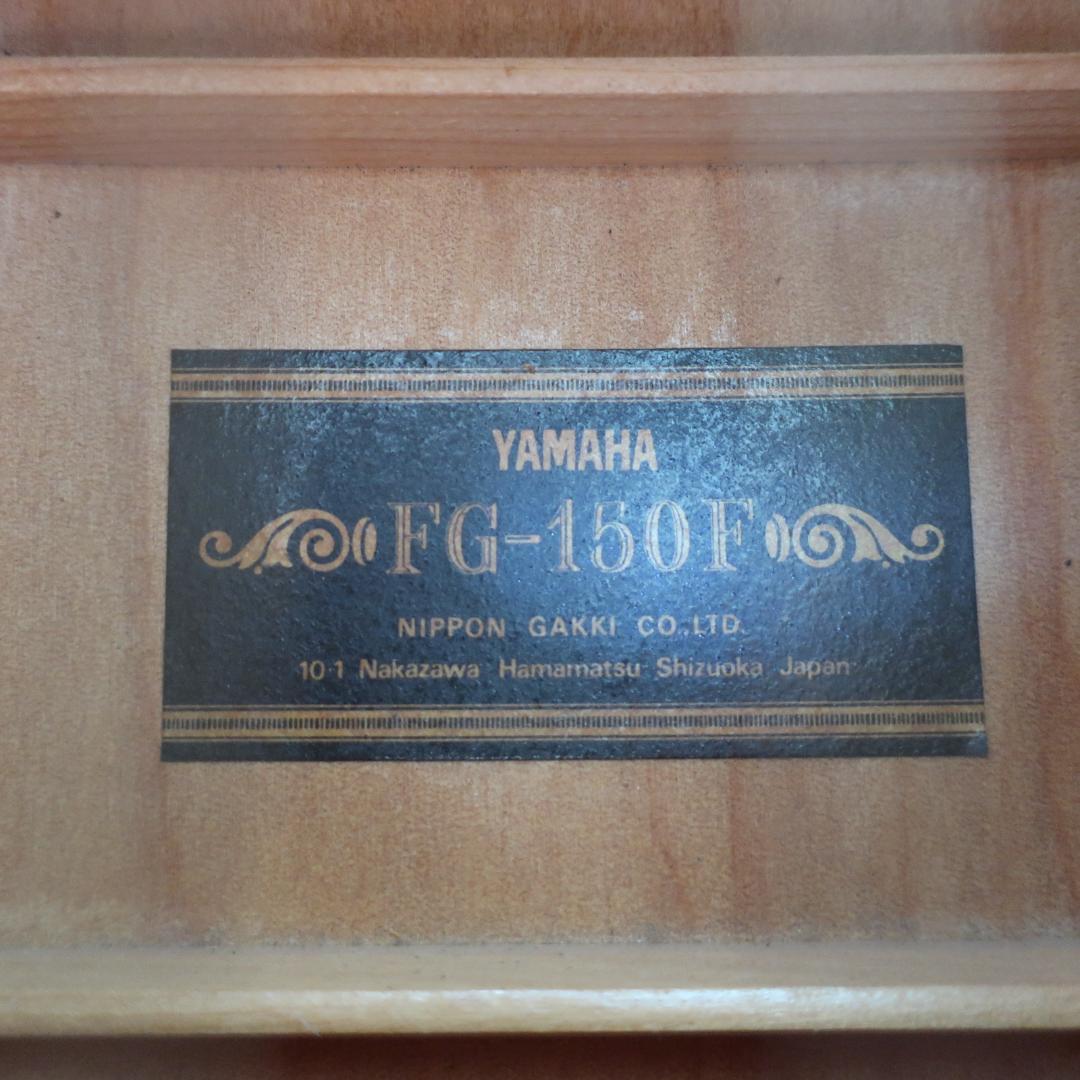 YAMAHA
FG-150F
NIPPON GAKKI CO.,LTD.
10-1 Nakazawa Hamamatsu Shizuoka Japan